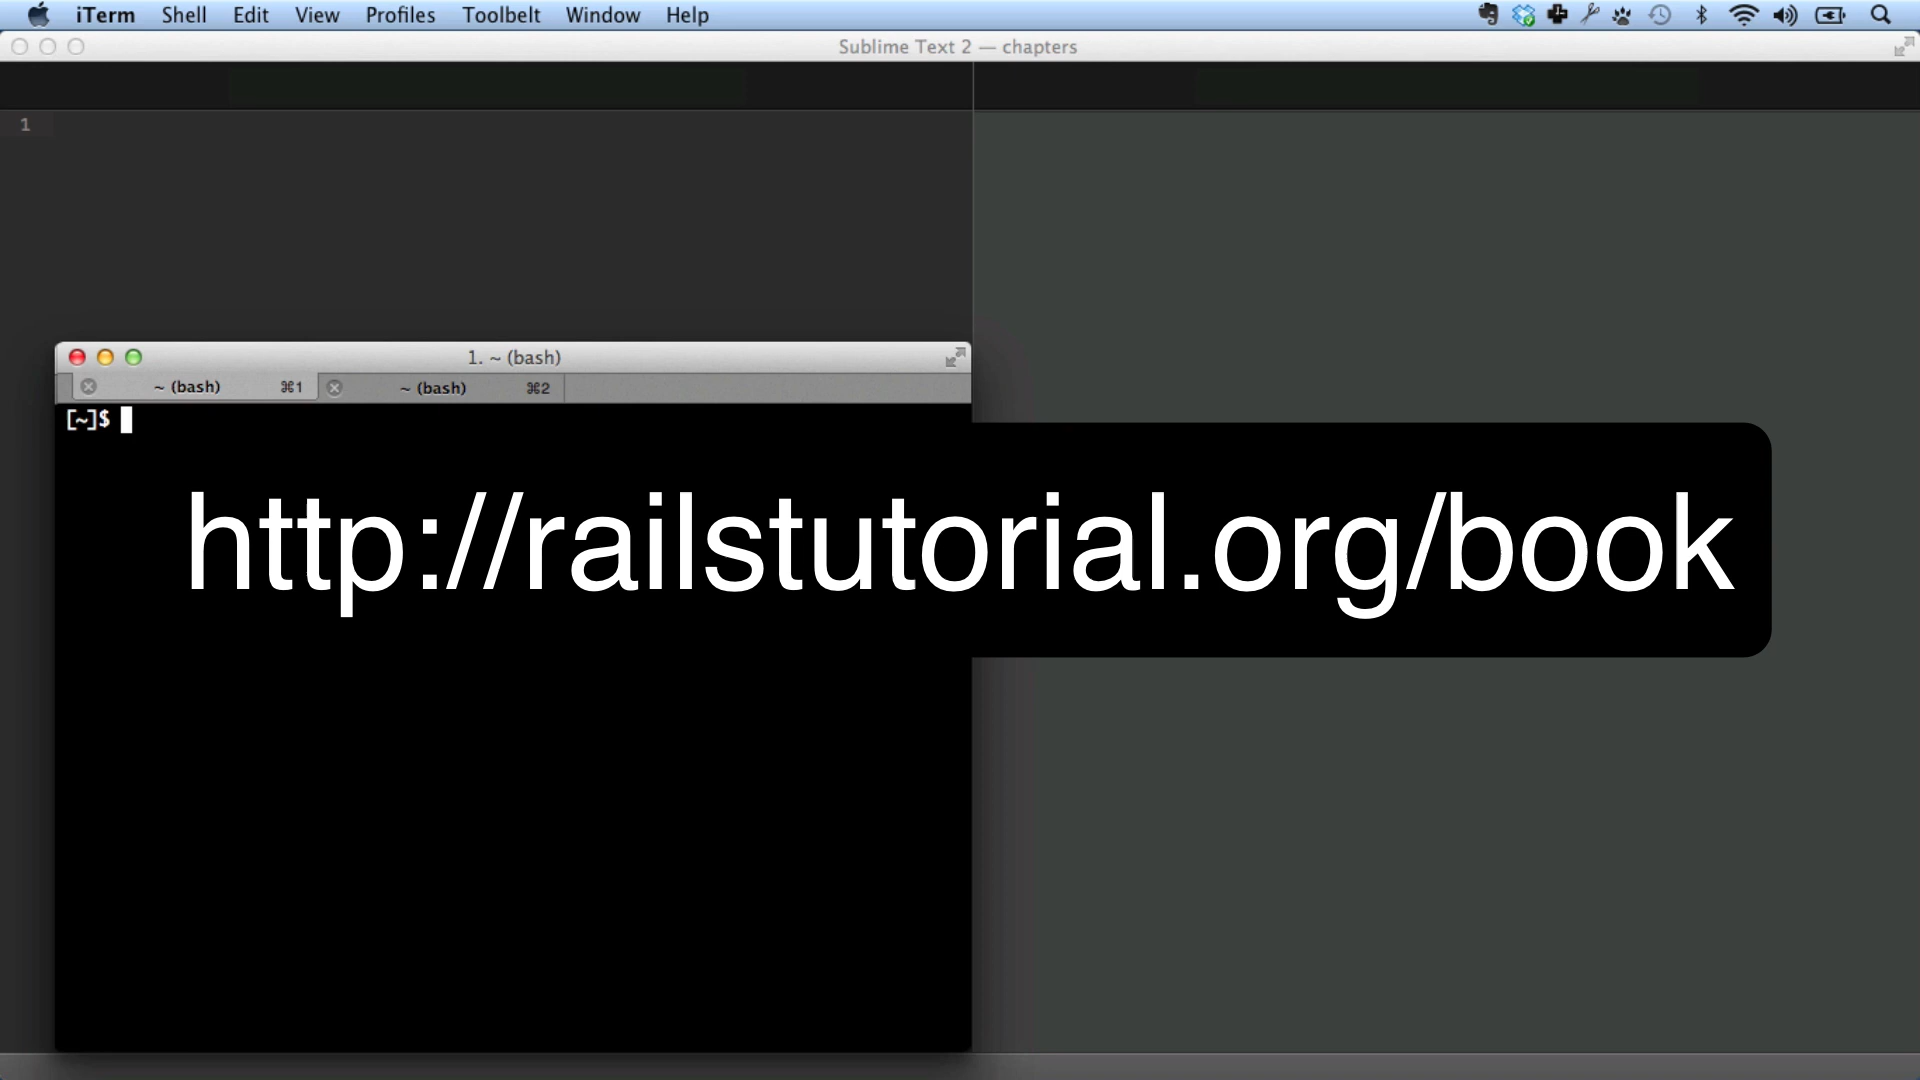 iTerm Shell Edit View Profiles Toolbelt Window Help
Sublime Text 2 — chapters
1
1. ~ (bash)
~ (bash) ⌘1 ~ (bash) ⌘2
[~]$
http://railstutorial.org/book